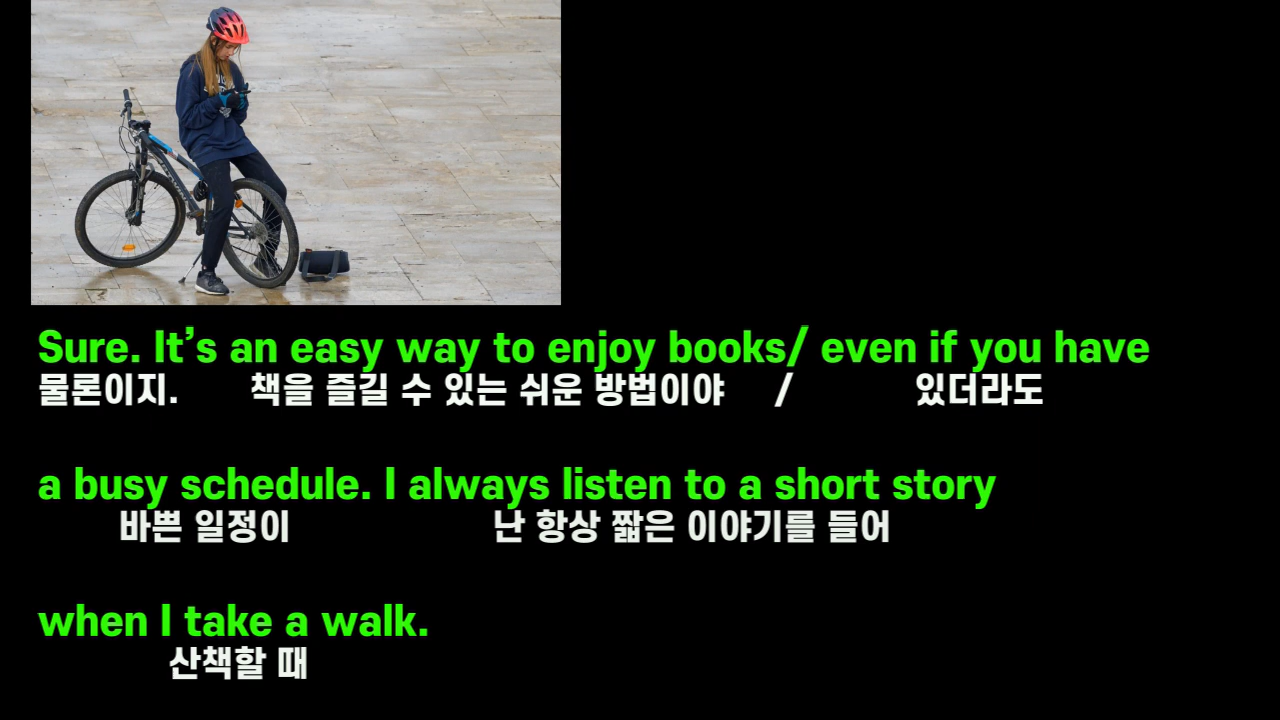 Sure. It’s an easy way to enjoy books/ even if you have
물론이지. 책을 즐길 수 있는 쉬운 방법이야 / 있더라도
a busy schedule. I always listen to a short story
바쁜 일정이 난 항상 짧은 이야기를 들어
when I take a walk.
산책할 때